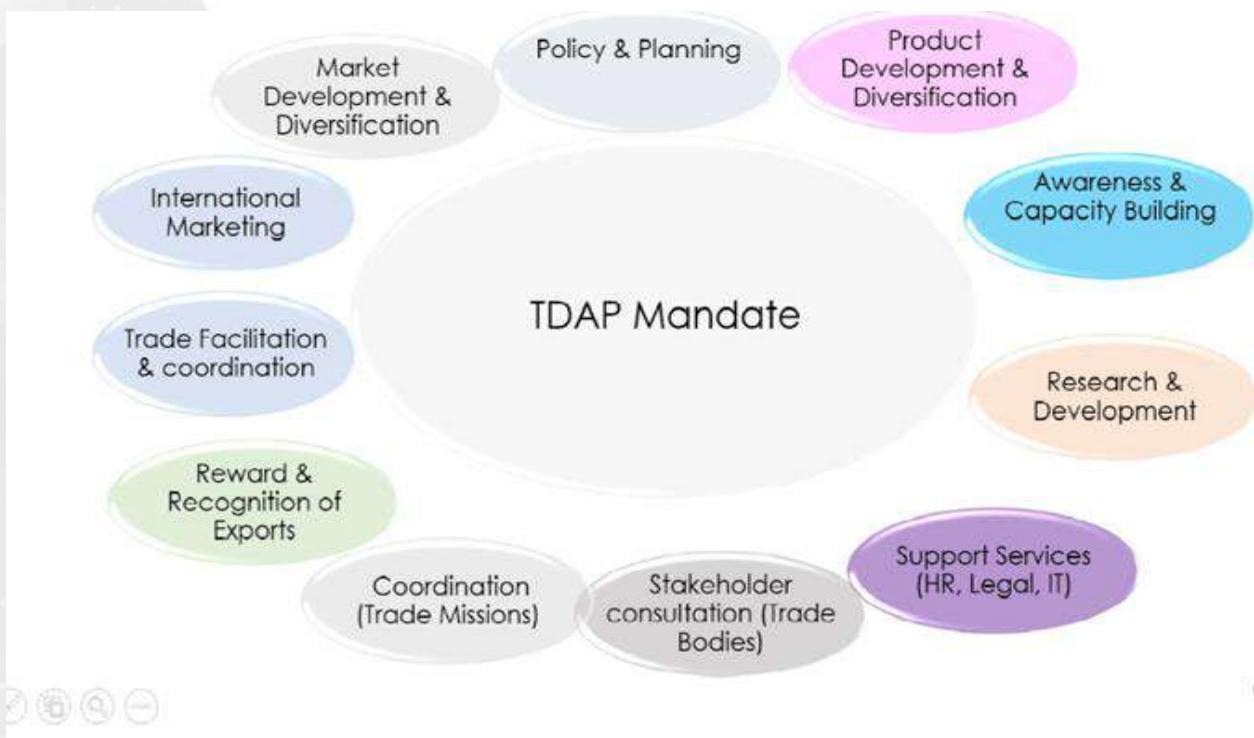 Policy & Planning
Product
Development &
Diversification
Awareness &
Capacity Building
Research &
Development
Support Services
(HR, Legal, IT)
Stakeholder
consultation (Trade
Bodies)
Coordination
(Trade Missions)
Reward &
Recognition of
Exports
Trade Facilitation
& coordination
International
Marketing
Market
Development &
Diversification
TDAP Mandate